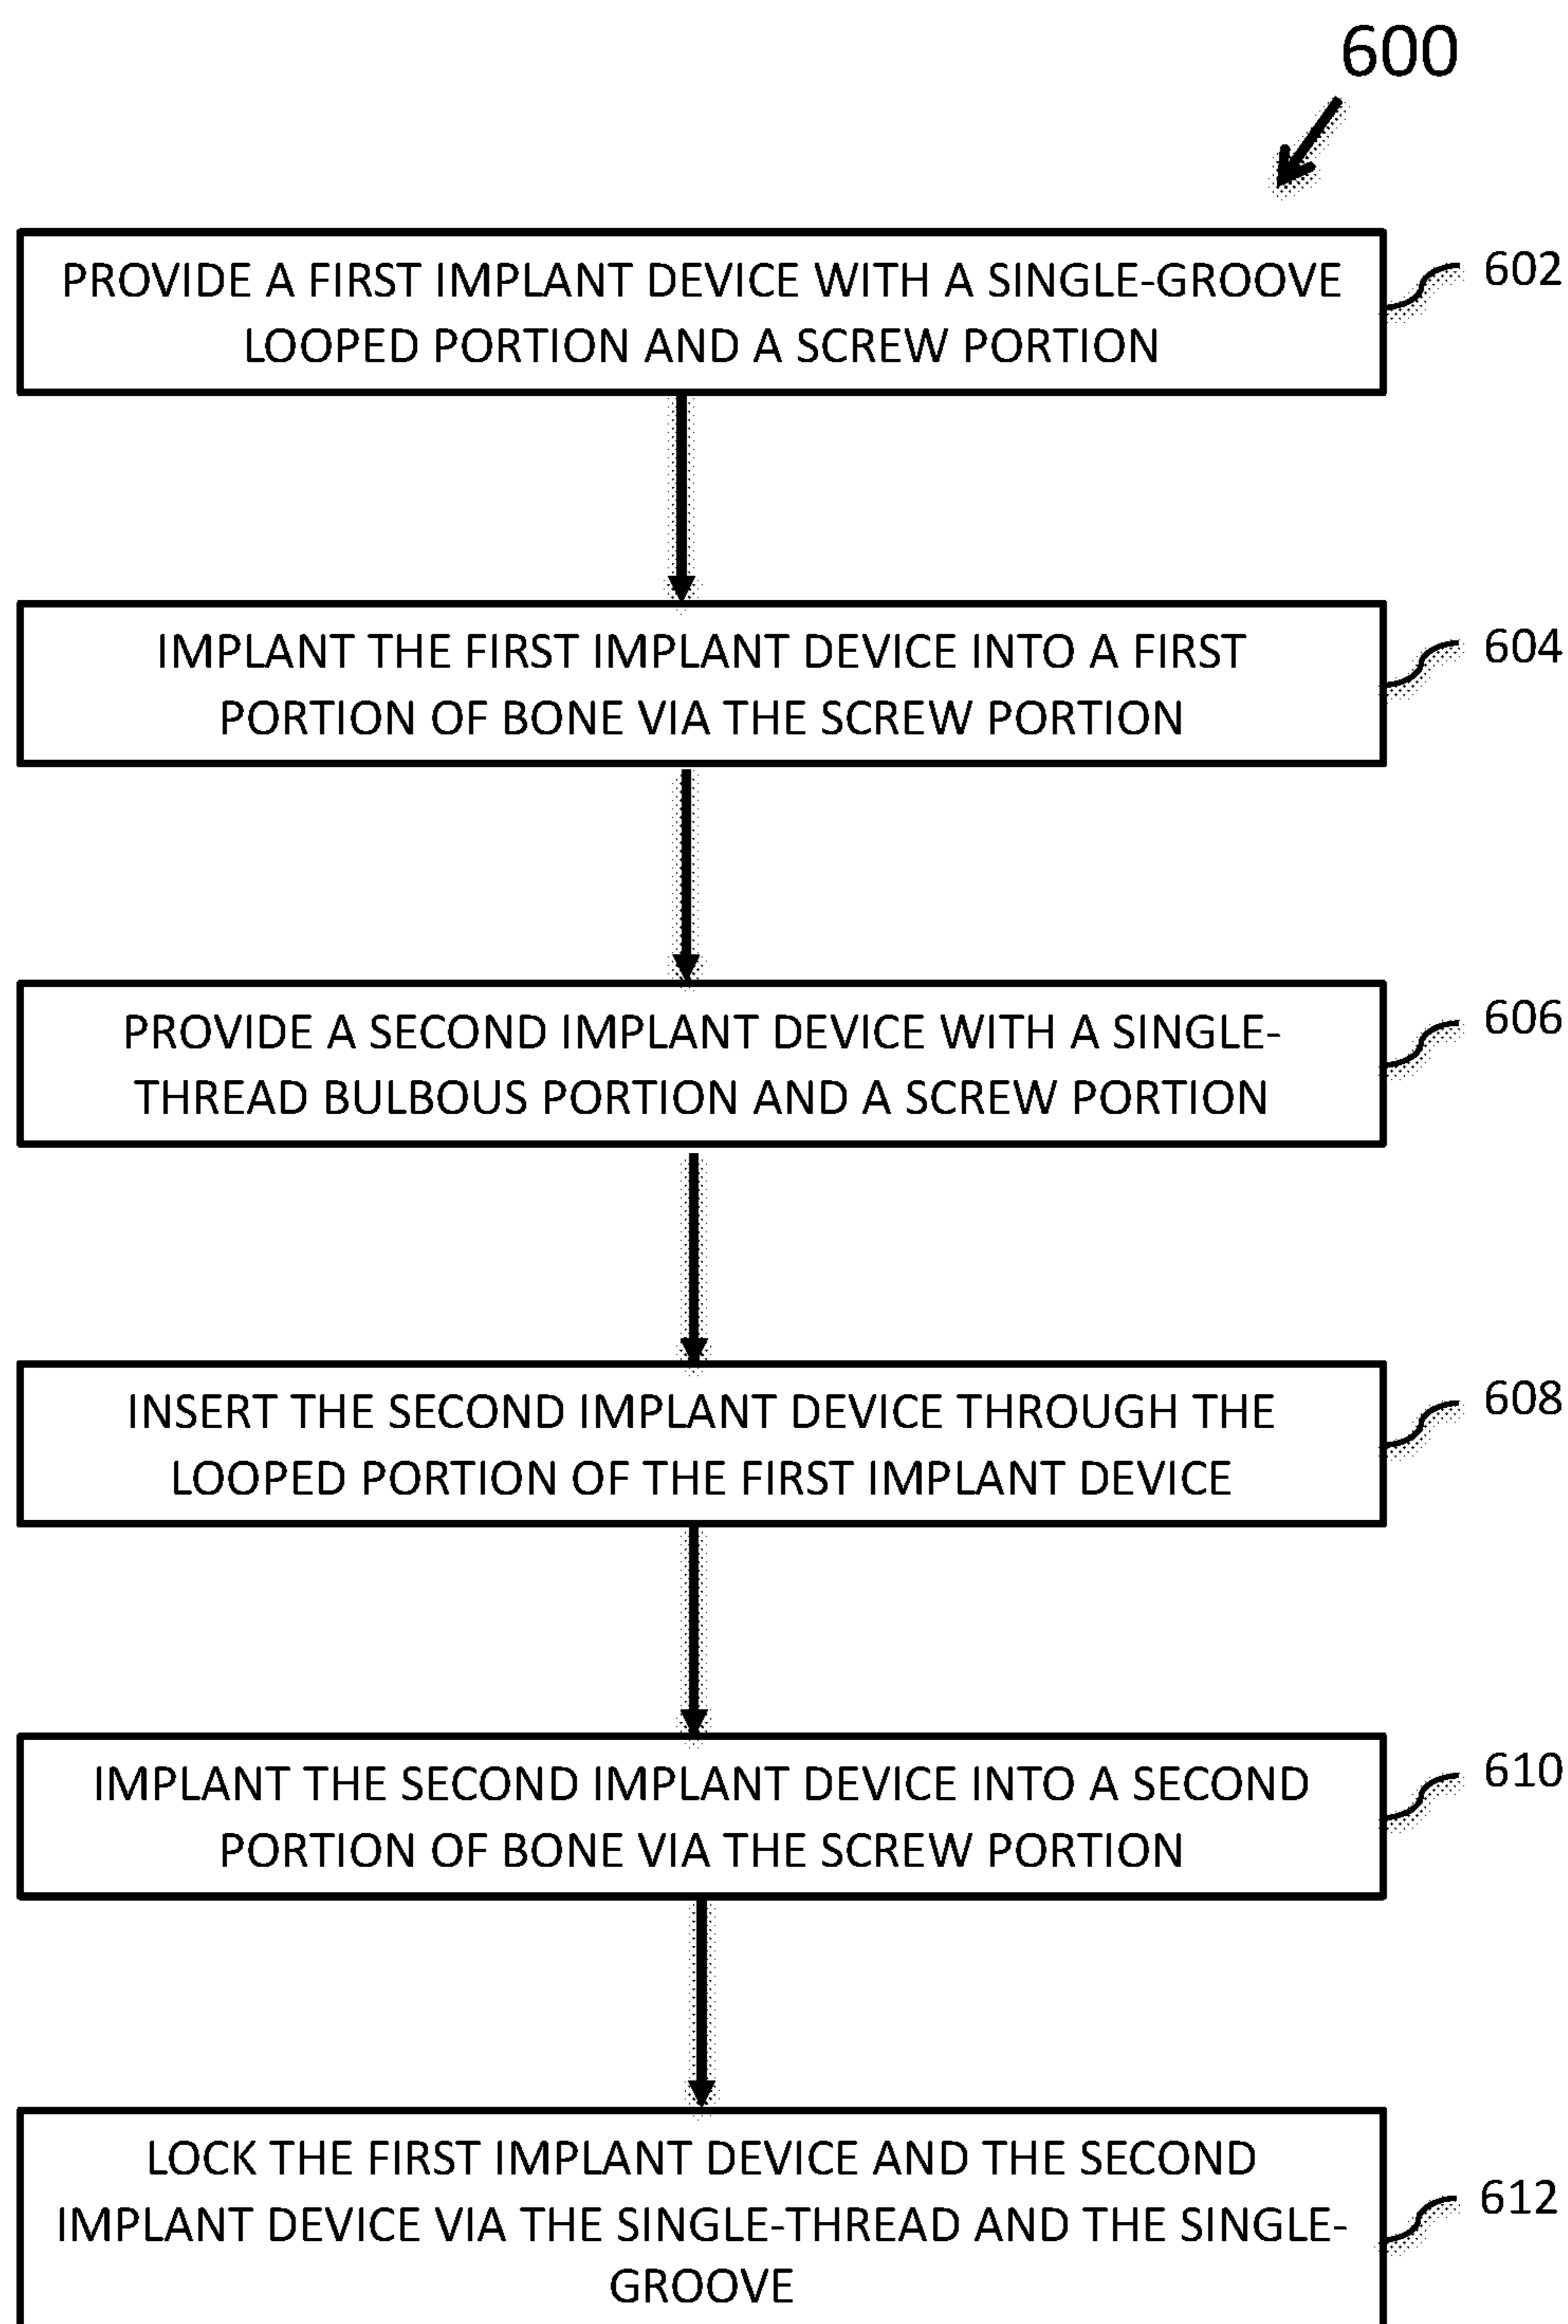 600
PROVIDE A FIRST IMPLANT DEVICE WITH A SINGLE-GROOVE
LOOPED PORTION AND A SCREW PORTION
602
IMPLANT THE FIRST IMPLANT DEVICE INTO A FIRST
PORTION OF BONE VIA THE SCREW PORTION
604
PROVIDE A SECOND IMPLANT DEVICE WITH A SINGLE-
THREAD BULBOUS PORTION AND A SCREW PORTION
606
INSERT THE SECOND IMPLANT DEVICE THROUGH THE
LOOPED PORTION OF THE FIRST IMPLANT DEVICE
608
IMPLANT THE SECOND IMPLANT DEVICE INTO A SECOND
PORTION OF BONE VIA THE SCREW PORTION
610
LOCK THE FIRST IMPLANT DEVICE AND THE SECOND
IMPLANT DEVICE VIA THE SINGLE-THREAD AND THE SINGLE-
GROOVE
612